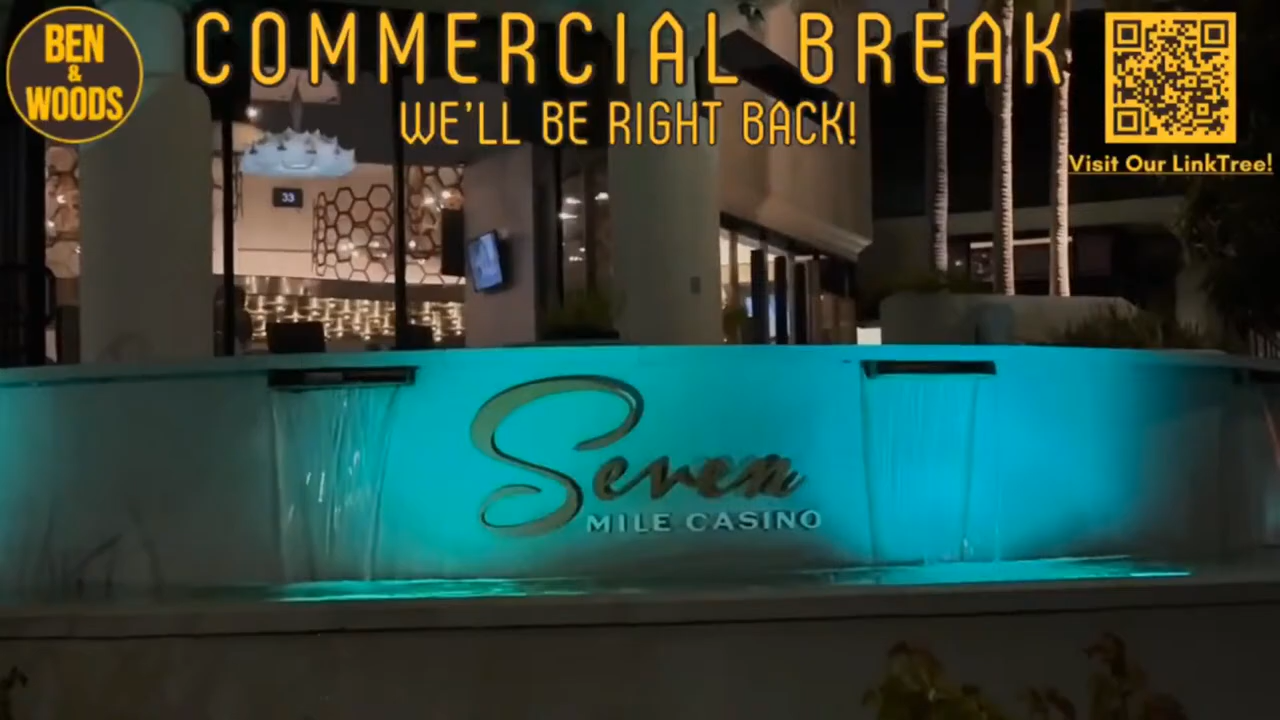 BEN
&
WOODS
COMMERCIAL BREAK
WE'LL BE RIGHT BACK!
Visit Our LinkTree!
33
Seven
MILE CASINO